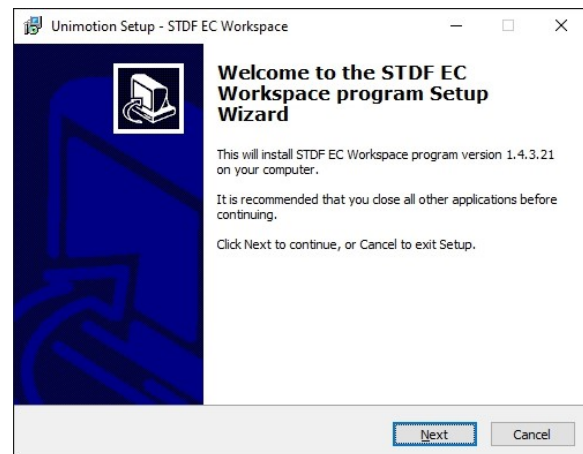 Unimotion Setup - STDF EC Workspace
Welcome to the STDF EC
Workspace program Setup
Wizard
This will install STDF EC Workspace program version 1.4.3.21
on your computer.
It is recommended that you close all other applications before
continuing.
Click Next to continue, or Cancel to exit Setup.
Next
Cancel